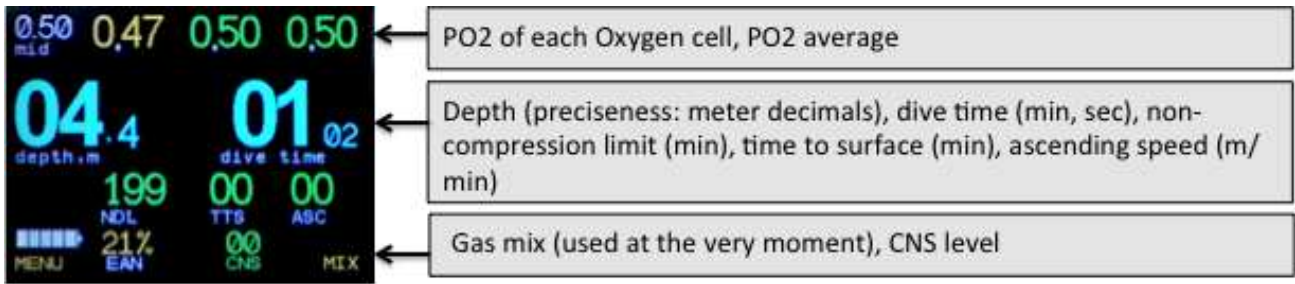 0.50 0.47 0.50 0.50
mid
PO2 of each Oxygen cell, PO2 average
04.4 01 02
depth.m dive time
Depth (preciseness: meter decimals), dive time (min, sec), non-
compression limit (min), time to surface (min), ascending speed (m/
min)
199 00 00
NDL TTS ASC
21% 00
MENU EAN CNS MIX
Gas mix (used at the very moment), CNS level